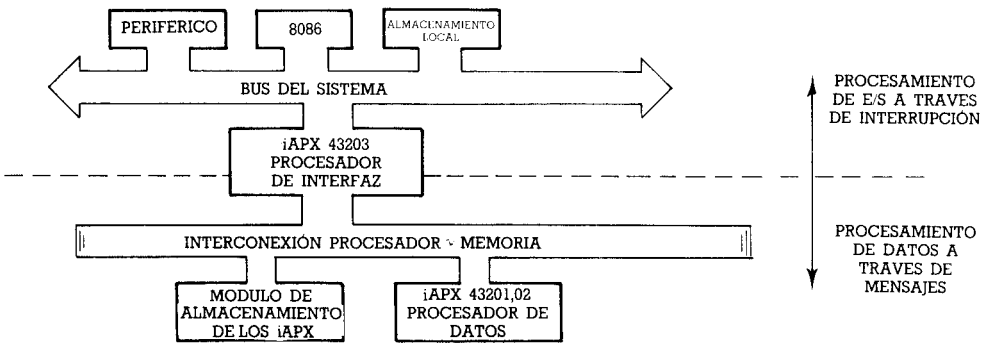 PERIFERICO
8086
ALMACENAMIENTO
LOCAL
BUS DEL SISTEMA
PROCESAMIENTO
DE E/S A TRAVES
DE INTERRUPCIÓN
iAPX 43203
PROCESADOR
DE INTERFAZ
INTERCONEXIÓN PROCESADOR - MEMORIA
PROCESAMIENTO
DE DATOS A
TRAVES DE
MENSAJES
MODULO DE
ALMACENAMIENTO
DE LOS iAPX
iAPX 43201,02
PROCESADOR DE
DATOS